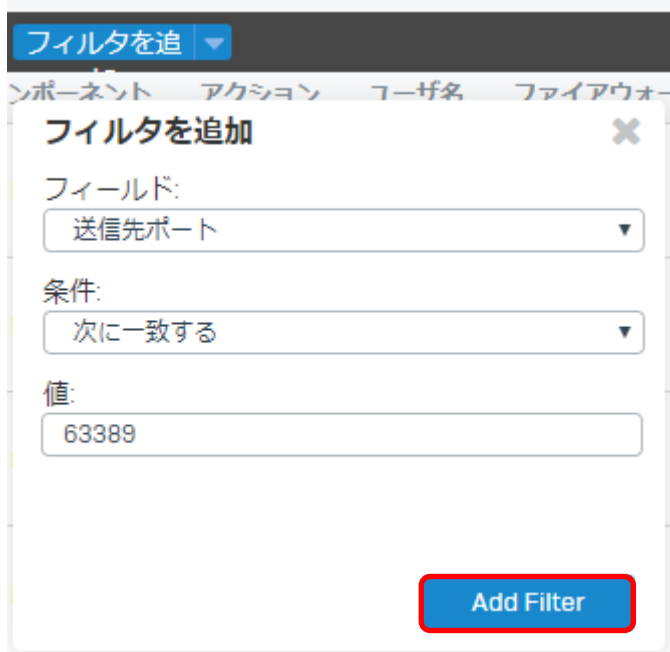 フィルタを追
ンポーネント アクション ユーザ名 ファイアウォー
フィルタを追加
フィールド:
送信先ポート
条件:
次に一致する
値:
63389
Add Filter